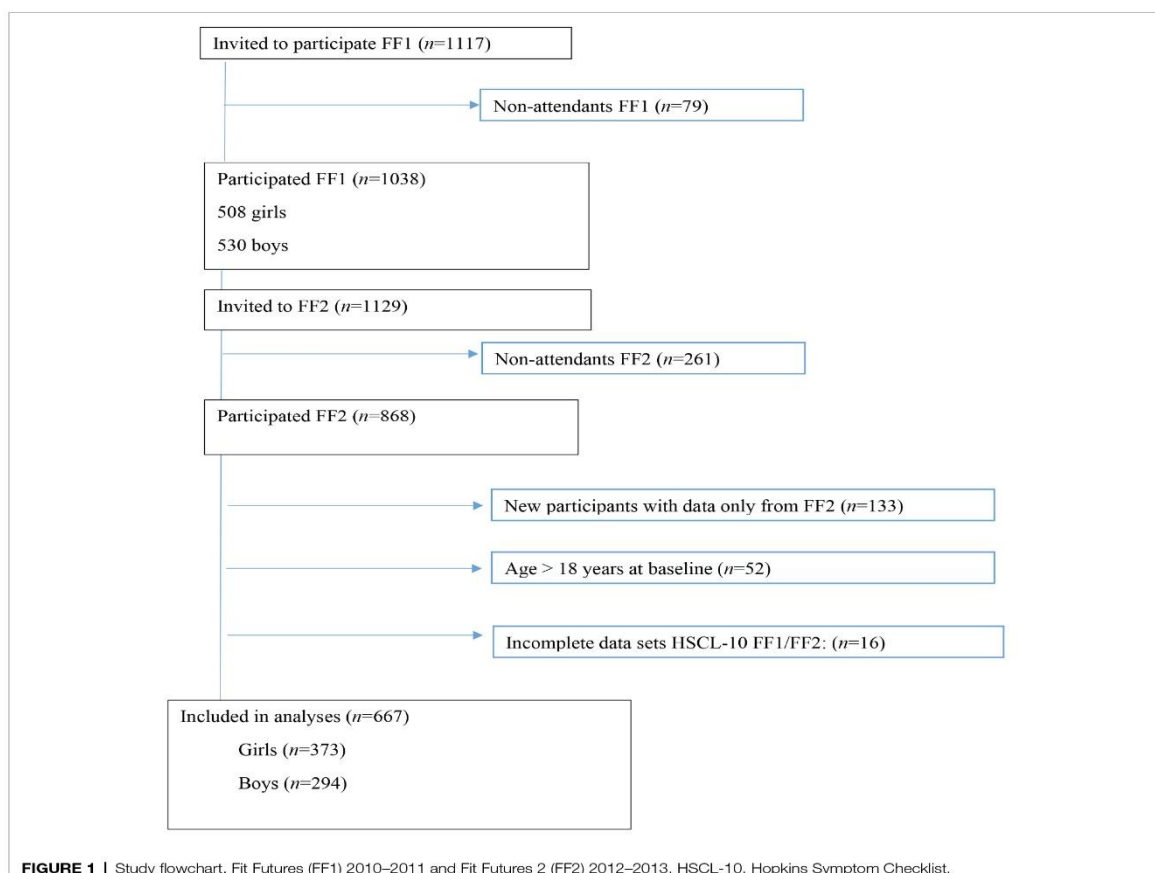 Invited to participate FF1 (n=1117)
Non-attendants FF1 (n=79)
Participated FF1 (n=1038)
508 girls
530 boys
Invited to FF2 (n=1129)
Non-attendants FF2 (n=261)
Participated FF2 (n=868)
New participants with data only from FF2 (n=133)
Age > 18 years at baseline (n=52)
Incomplete data sets HSCL-10 FF1/FF2: (n=16)
Included in analyses (n=667)
Girls (n=373)
Boys (n=294)
FIGURE 1 | Study flowchart. Fit Futures (FF1) 2010–2011 and Fit Futures 2 (FF2) 2012–2013. HSCL-10, Hopkins Symptom Checklist.